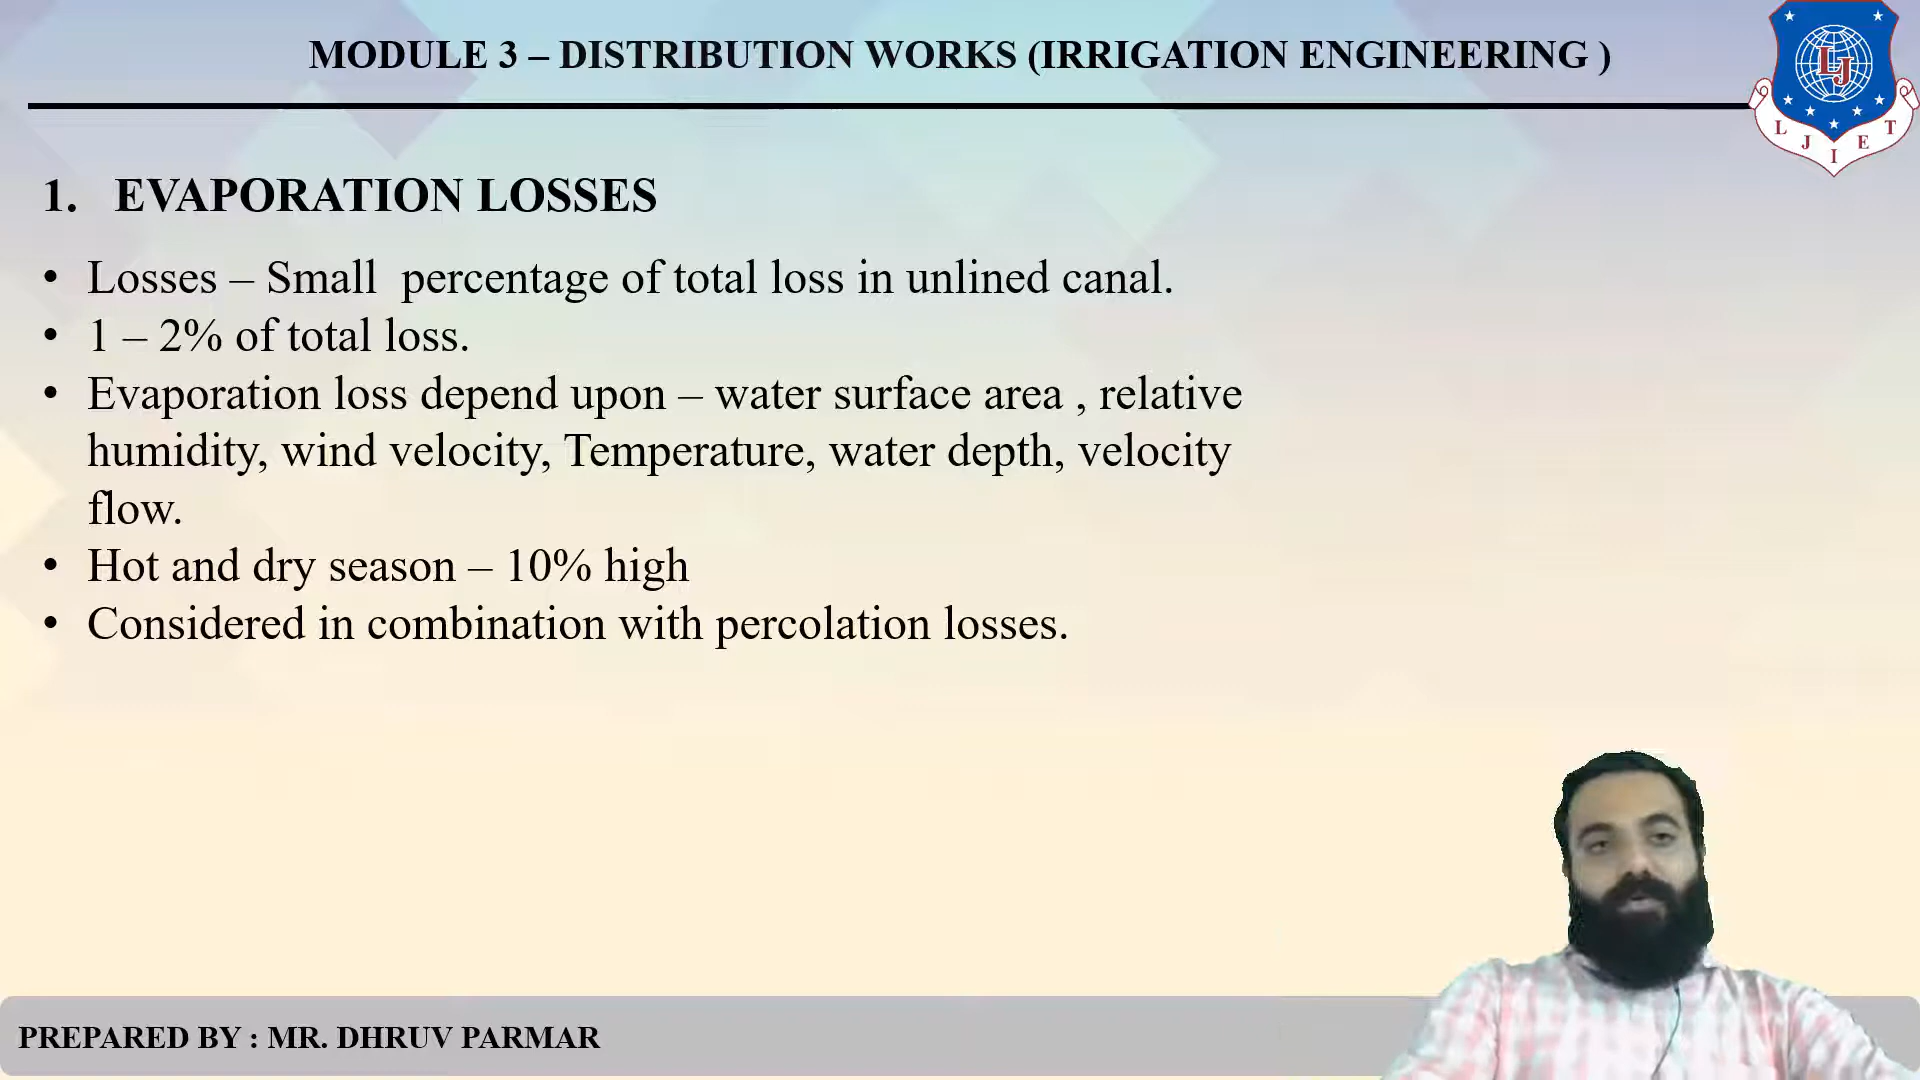 MODULE 3 – DISTRIBUTION WORKS (IRRIGATION ENGINEERING )
LJ
L J I E T
1. EVAPORATION LOSSES
• Losses – Small percentage of total loss in unlined canal.
• 1 – 2% of total loss.
• Evaporation loss depend upon – water surface area , relative
humidity, wind velocity, Temperature, water depth, velocity
flow.
• Hot and dry season – 10% high
• Considered in combination with percolation losses.
PREPARED BY : MR. DHRUV PARMAR